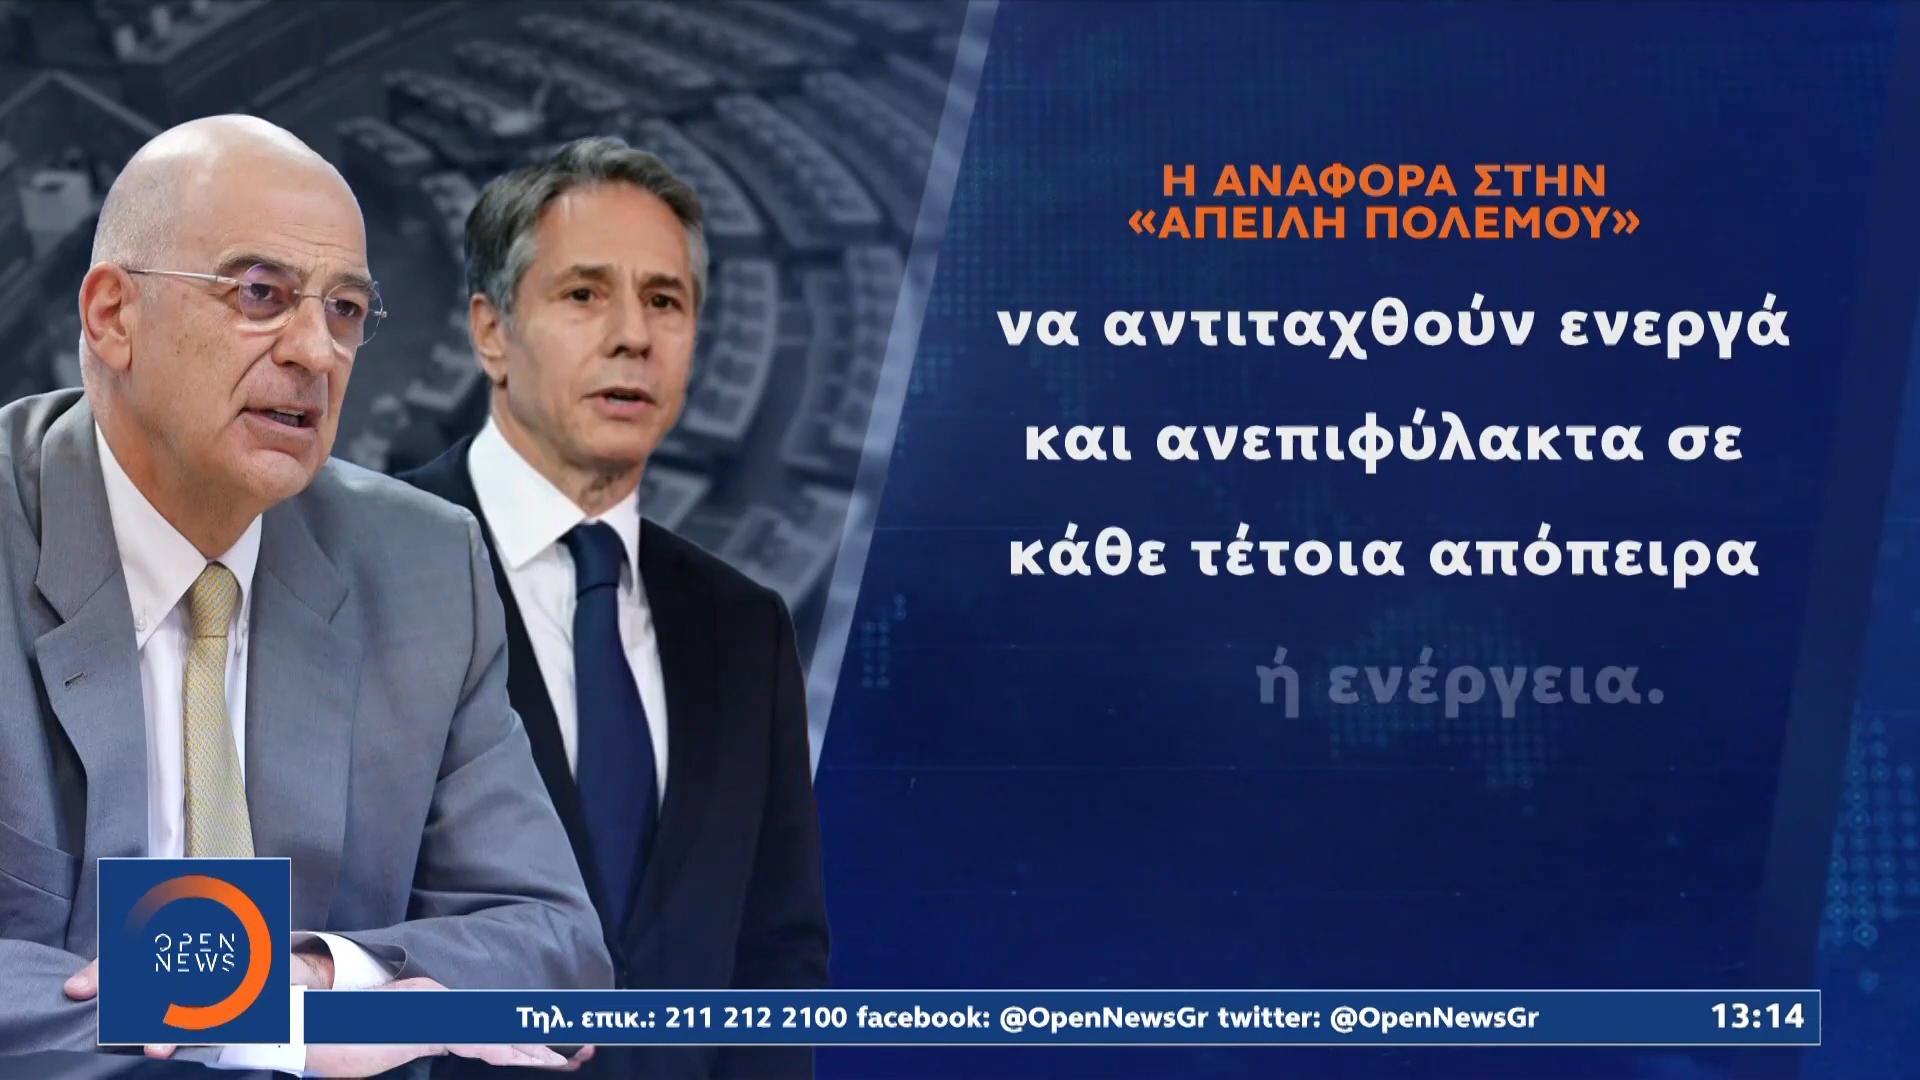 Η ΑΝΑΦΟΡΑ ΣΤΗΝ
«ΑΠΕΙΛΗ ΠΟΛΕΜΟΥ»
να αντιταχθούν ενεργά
και ανεπιφύλακτα σε
κάθε τέτοια απόπειρα
ή ενέργεια.
OPEN
NEWS
Τηλ. επικ.: 211 212 2100 facebook: @OpenNewsGr twitter: @OpenNewsGr
13:14